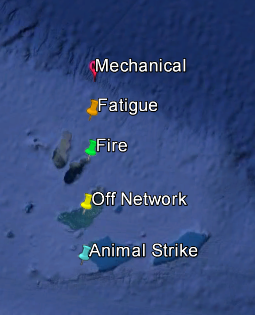 Mechanical
Fatigue
Fire
Off Network
Animal Strike